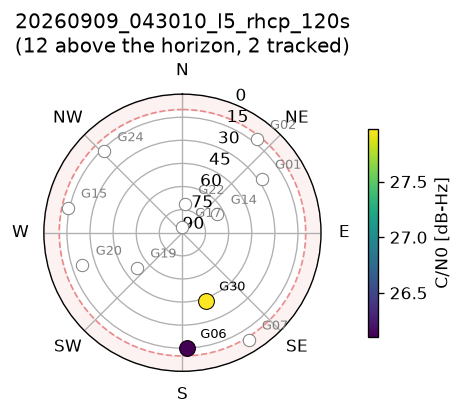 20260909_043010_l5_rhcp_120s
(12 above the horizon, 2 tracked)
N
0
NW
NE
G02
15
G24
30
45
G01
60
G22
75
G15
G14
G17
90
W
E
G20
G19
G30
G06
G07
SW
SE
S
27.5
27.0
26.5
C/N0 [dB-Hz]